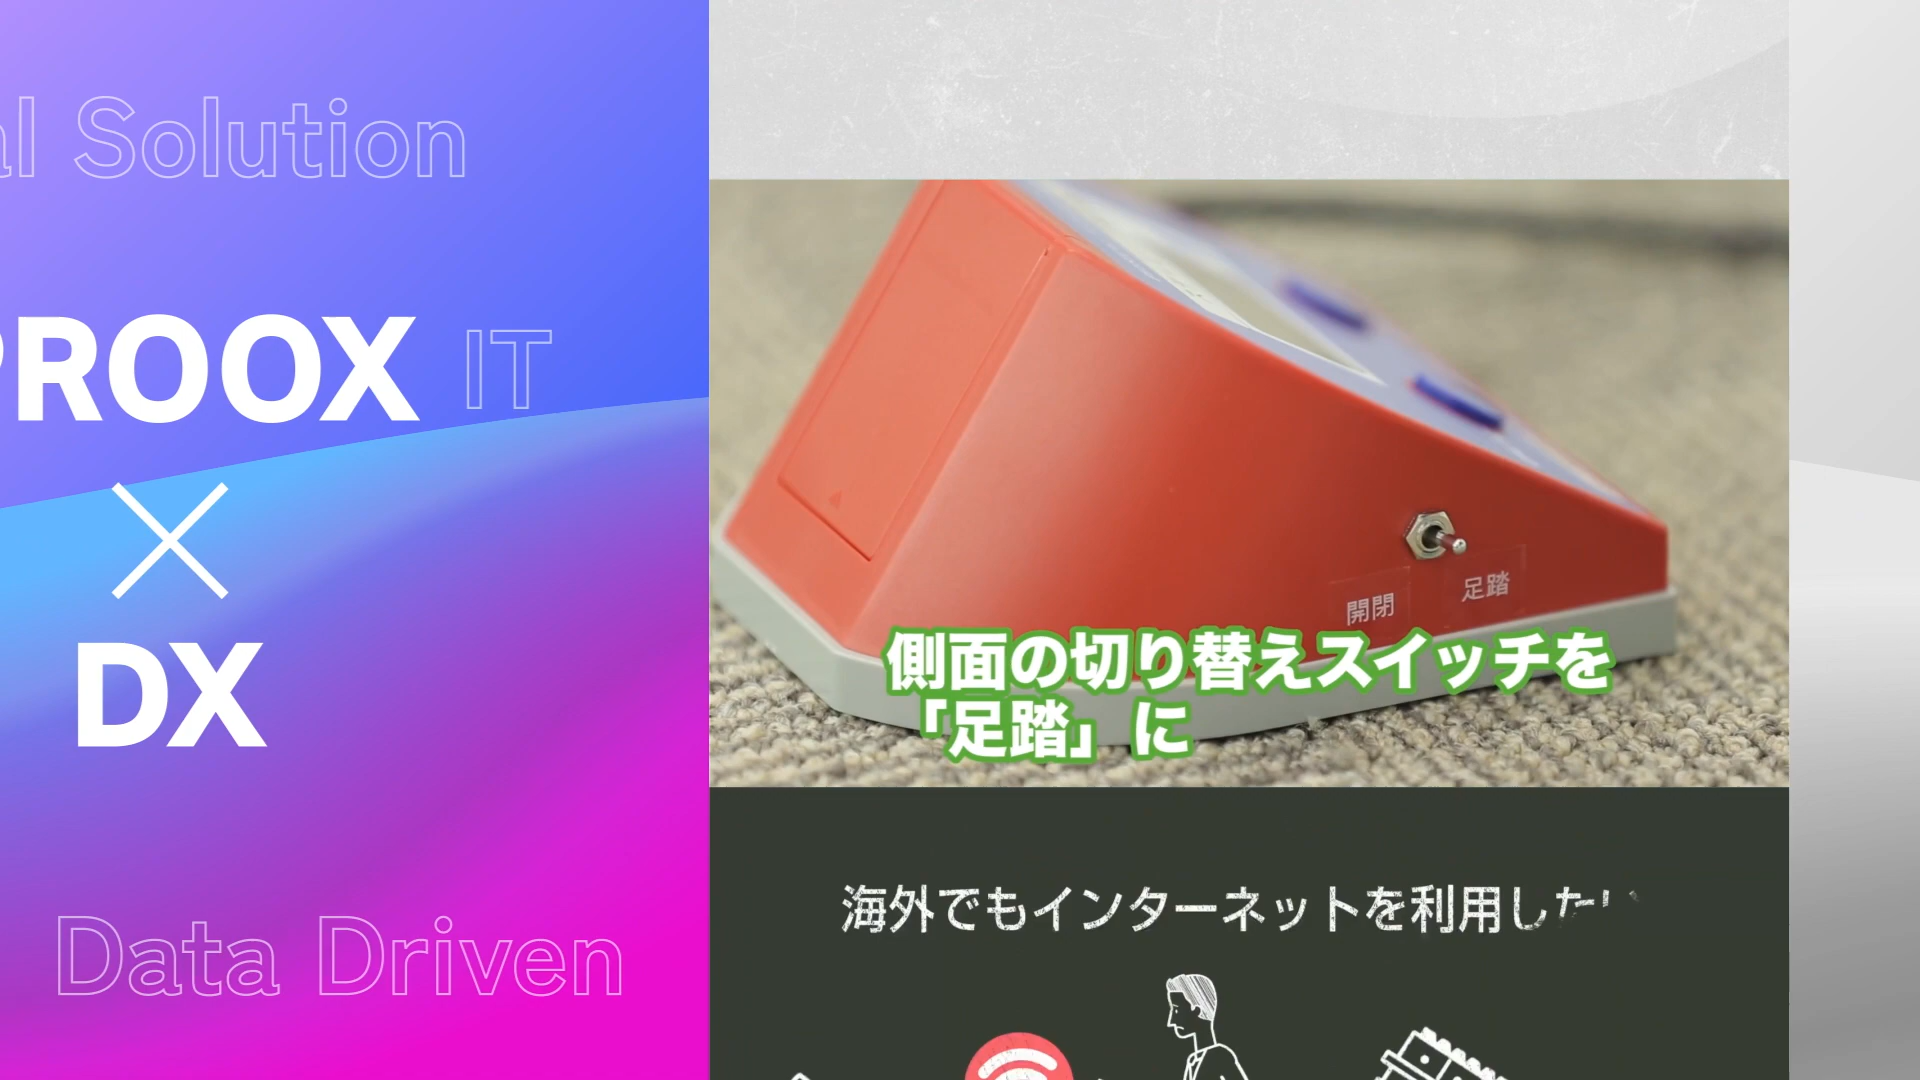 Solution
PROOX IT
DX
Data Driven
開閉
足踏
側面の切り替えスイッチを
「足踏」に
海外でもインターネットを利用した